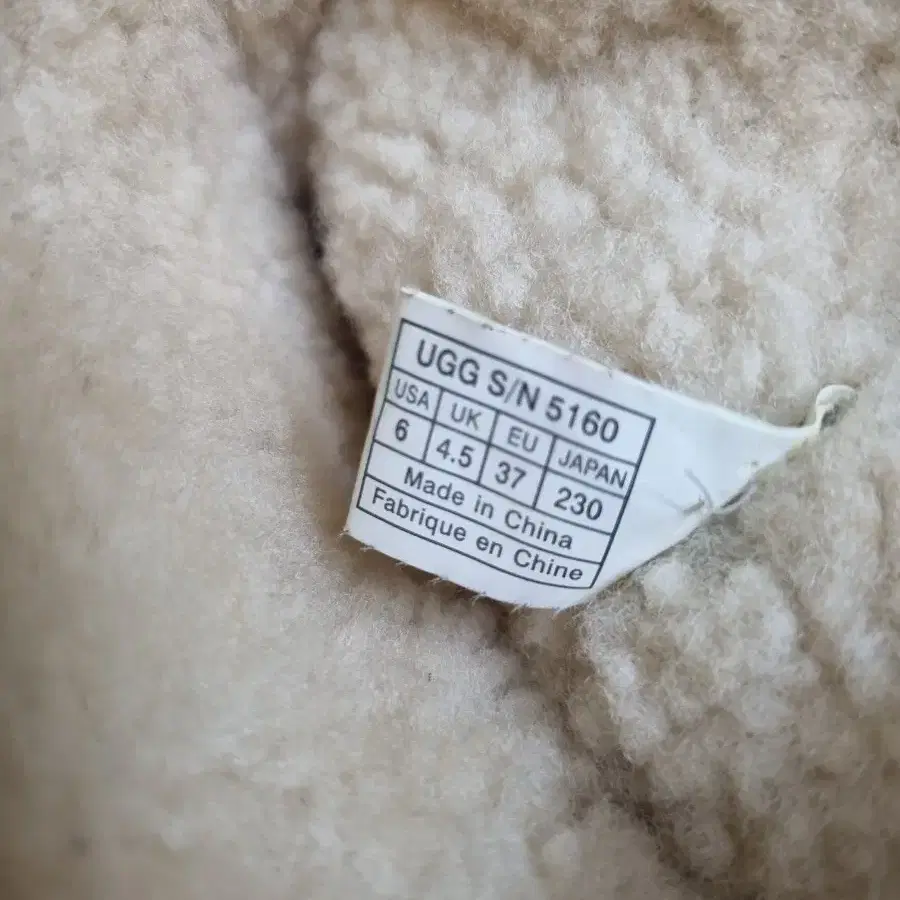 UGG S/N 5160
USA UK EU JAPAN
6 4.5 37 230
Made in China
Fabrique en Chine